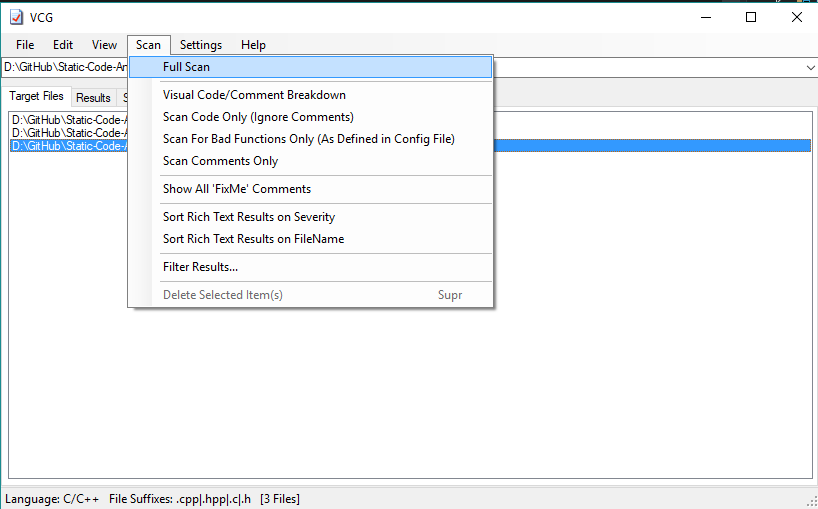 VCG
File Edit View Scan Settings Help
D:\GitHub\Static-Code-An
Full Scan
Target Files Results S
Visual Code/Comment Breakdown
D:\GitHub\Static-Code-A
Scan Code Only (Ignore Comments)
D:\GitHub\Static-Code-A
Scan For Bad Functions Only (As Defined in Config File)
D:\GitHub\Static-Code-A
Scan Comments Only
Show All 'FixMe' Comments
Sort Rich Text Results on Severity
Sort Rich Text Results on FileName
Filter Results...
Delete Selected Item(s) Supr
Language: C/C++ File Suffixes: .cpp|.hpp|.c|.h [3 Files]